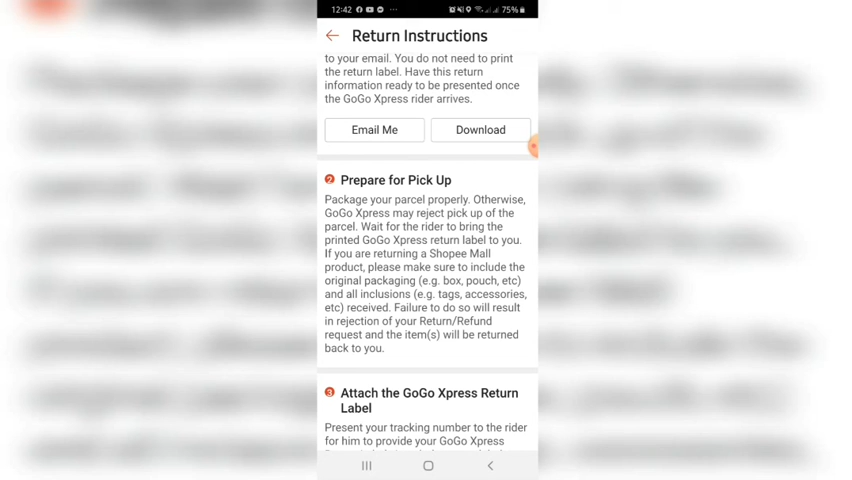 12:42
75%
Return Instructions
to your email. You do not need to print
the return label. Have this return
information ready to be presented once
the GoGo Xpress rider arrives.
Email Me
Download
2 Prepare for Pick Up
Package your parcel properly. Otherwise,
GoGo Xpress may reject pick up of the
parcel. Wait for the rider to bring the
printed GoGo Xpress return label to you.
If you are returning a Shopee Mall
product, please make sure to include the
original packaging (e.g. box, pouch, etc)
and all inclusions (e.g. tags, accessories,
etc) received. Failure to do so will result
in rejection of your Return/Refund
request and the item(s) will be returned
back to you.
3 Attach the GoGo Xpress Return
Label
Present your tracking number to the rider
for him to provide your GoGo Xpress